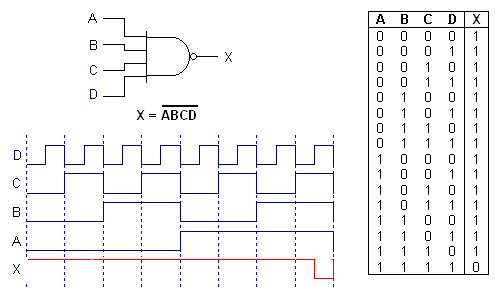 A
B
C
D
X
X = A̅B̅C̅D̅
D
C
B
A
X
A B C D X
0 0 0 0 1
0 0 0 1 1
0 0 1 0 1
0 0 1 1 1
0 1 0 0 1
0 1 0 1 1
0 1 1 0 1
0 1 1 1 1
1 0 0 0 1
1 0 0 1 1
1 0 1 0 1
1 0 1 1 1
1 1 0 0 1
1 1 0 1 1
1 1 1 0 1
1 1 1 1 0